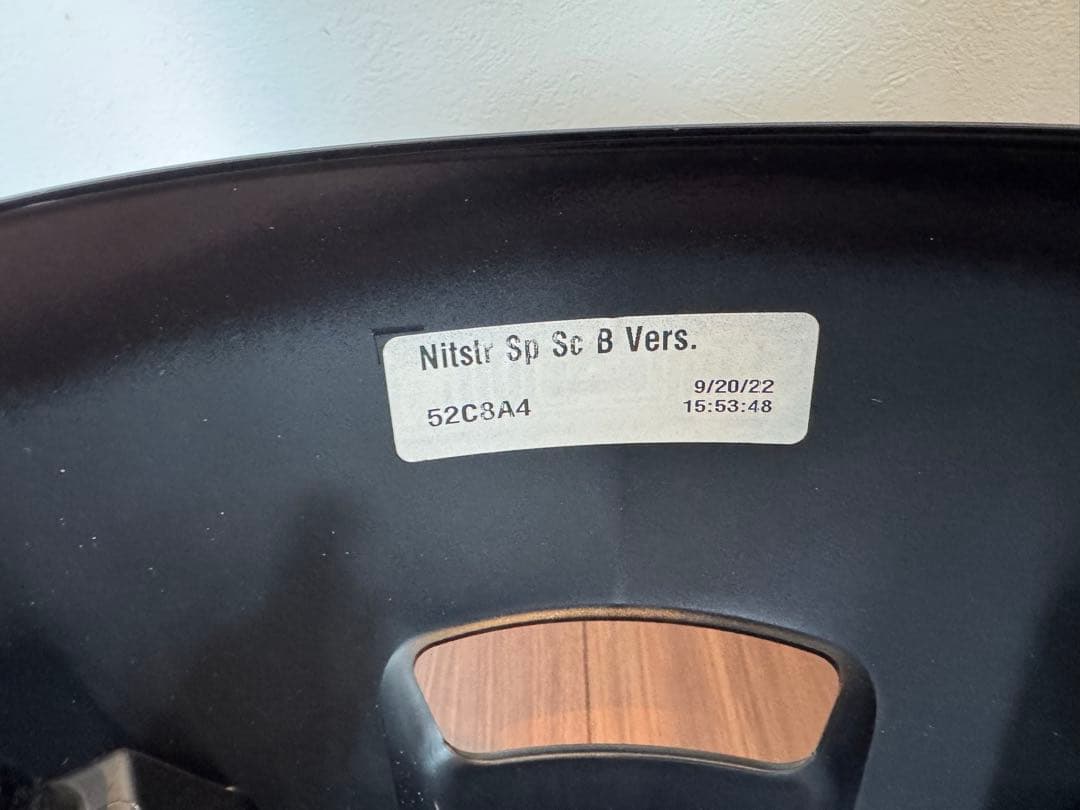 Nitstr Sp Sc B Vers.
9/20/22
52C8A4
15:53:48